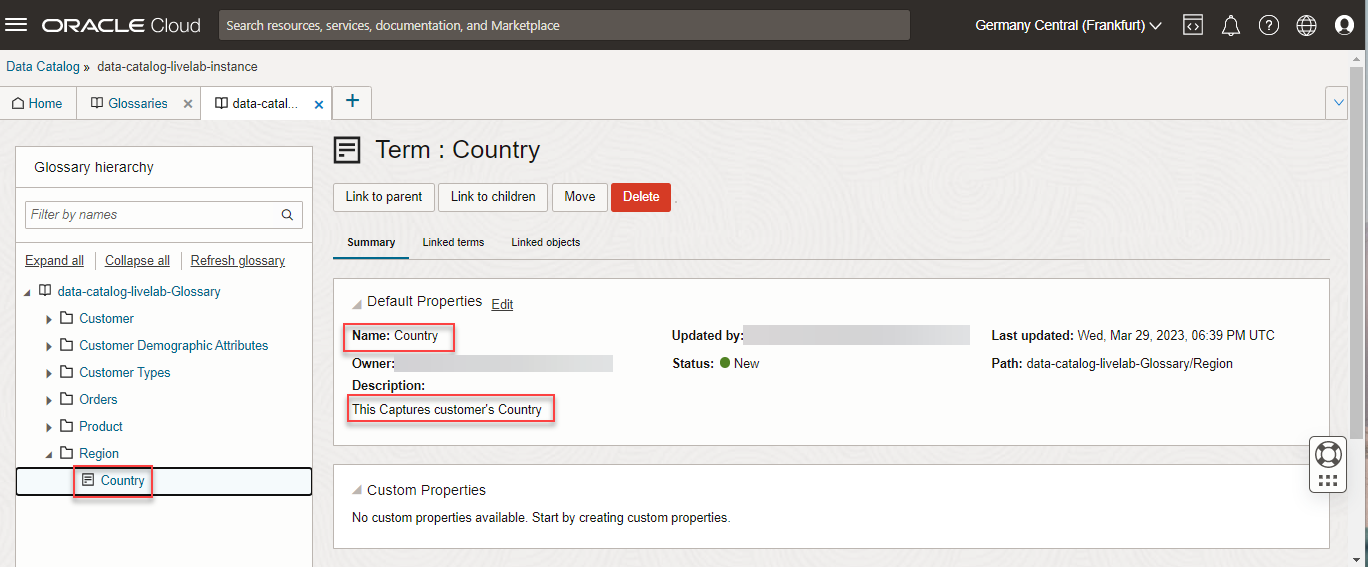 ORACLE Cloud
Search resources, services, documentation, and Marketplace
Germany Central (Frankfurt)
Data Catalog » data-catalog-livelab-instance
Home
Glossaries
data-catal...
Glossary hierarchy
Filter by names
Expand all
Collapse all
Refresh glossary
data-catalog-livelab-Glossary
Customer
Customer Demographic Attributes
Customer Types
Orders
Product
Region
Country
Term : Country
Link to parent
Link to children
Move
Delete
Summary
Linked terms
Linked objects
Default Properties Edit
Name: Country
Updated by:
Last updated: Wed, Mar 29, 2023, 06:39 PM UTC
Owner:
Status: New
Path: data-catalog-livelab-Glossary/Region
Description:
This Captures customer's Country
Custom Properties
No custom properties available. Start by creating custom properties.